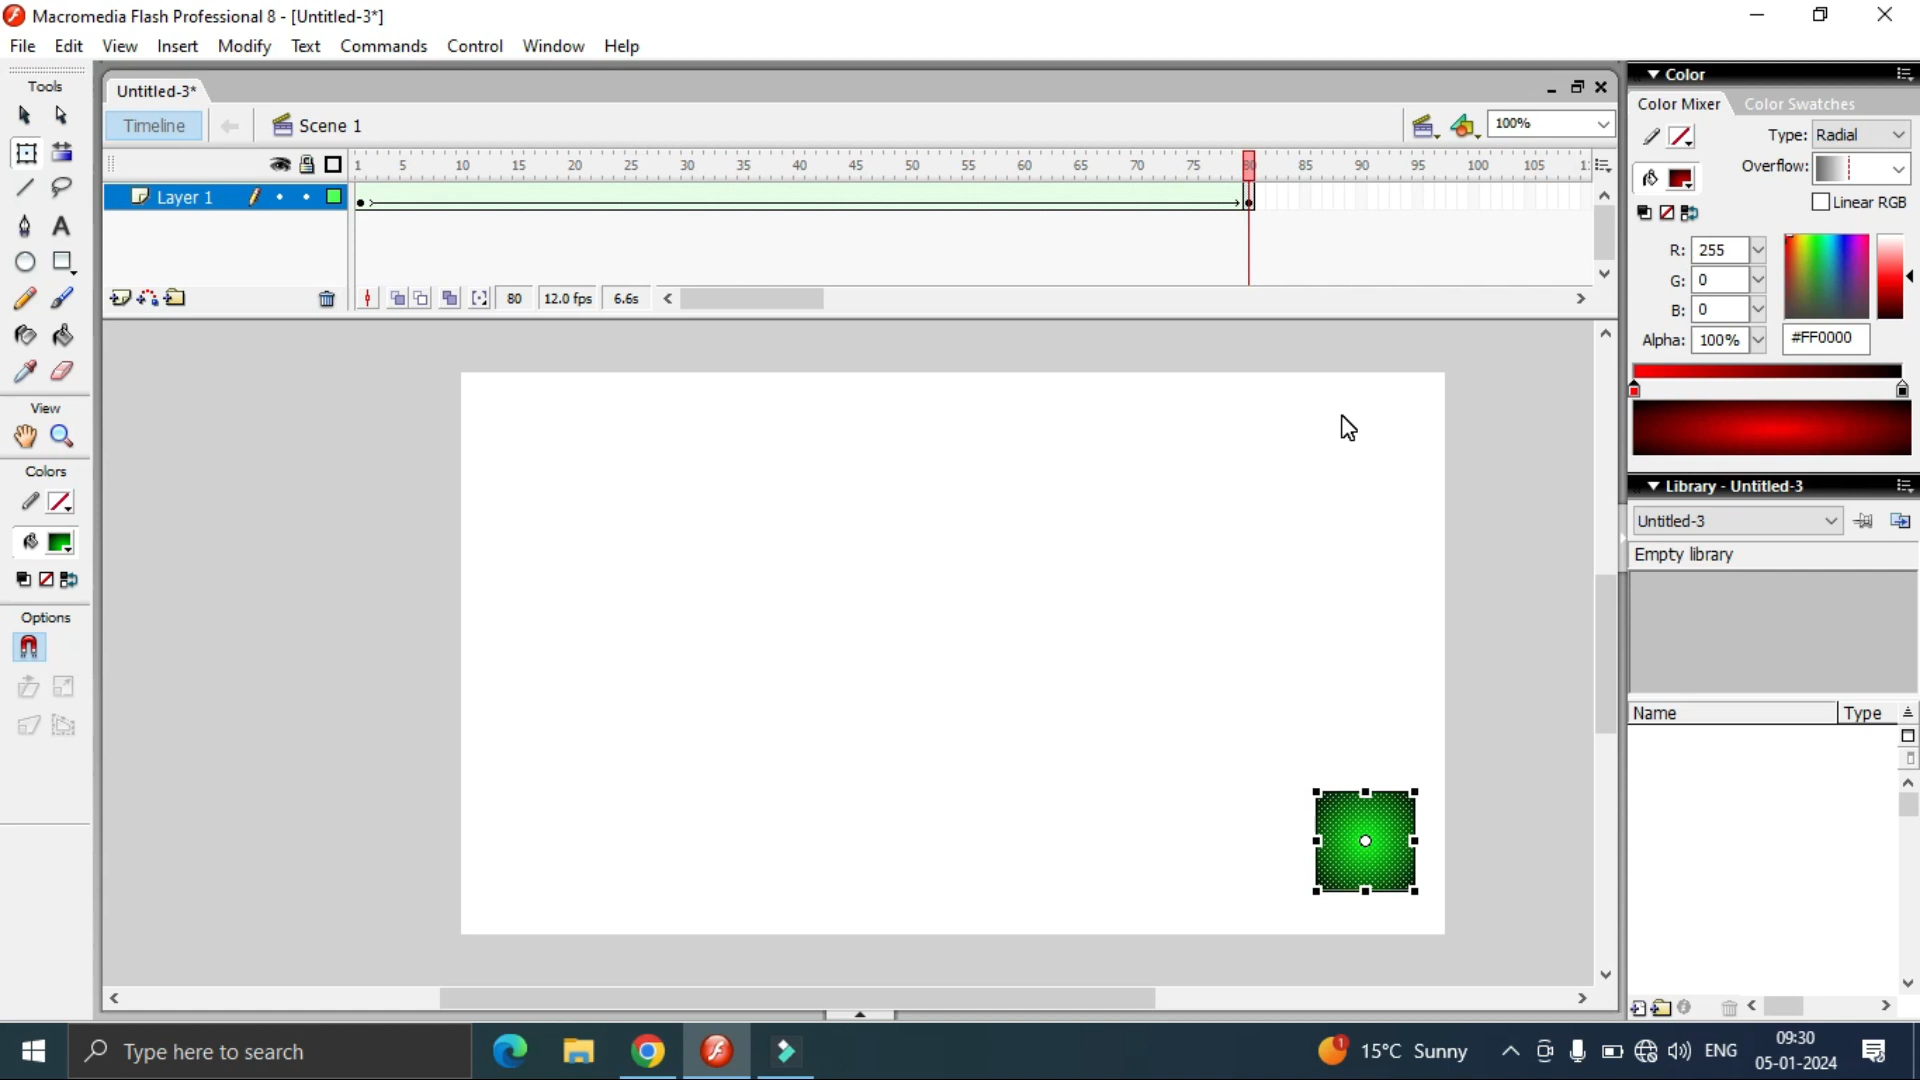 Macromedia Flash Professional 8 - [Untitled-3*]
File Edit View Insert Modify Text Commands Control Window Help
Tools
View
Colors
Options
Untitled-3*
Timeline
Scene 1
100%
Layer 1
1 5 10 15 20 25 30 35 40 45 50 55 60 65 70 75 80 85 90 95 100 105
80 12.0 fps 6.6s
Color
Color Mixer Color Swatches
Type: Radial
Overflow:
Linear RGB
R: 255
G: 0
B: 0
Alpha: 100% #FF0000
Library - Untitled-3
Untitled-3
Empty library
Name Type
Type here to search
1
15°C Sunny
ENG
09:30
05-01-2024